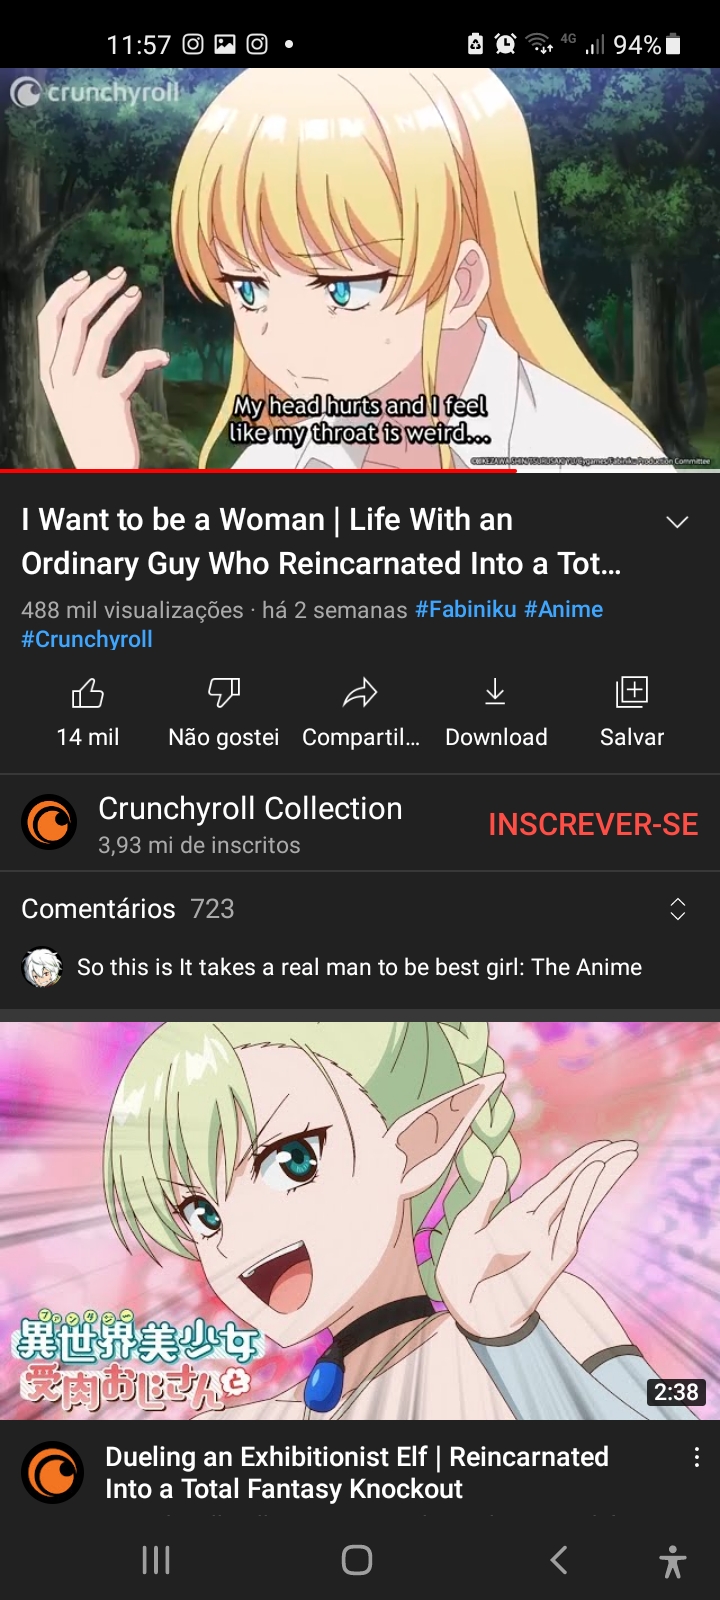 11:57
4G
94%
crunchyroll
My head hurts and I feel
like my throat is weird...
I Want to be a Woman | Life With an
Ordinary Guy Who Reincarnated Into a Tot...
488 mil visualizações · há 2 semanas #Fabiniku #Anime
#Crunchyroll
14 mil
Não gostei
Compartil...
Download
Salvar
Crunchyroll Collection
INSCREVER-SE
3,93 mi de inscritos
Comentários 723
So this is It takes a real man to be best girl: The Anime
ファンタジー
異世界美少女
受肉おじさんと
2:38
Dueling an Exhibitionist Elf | Reincarnated
Into a Total Fantasy Knockout